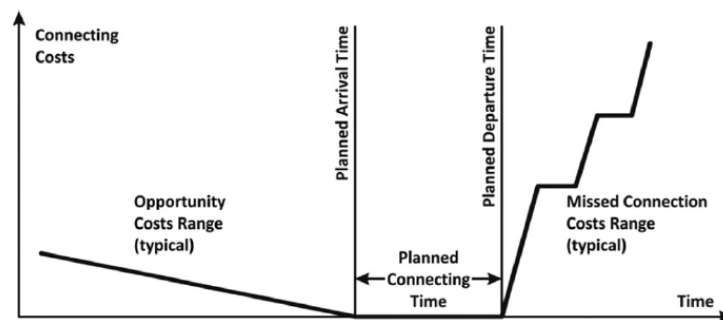 Connecting
Costs
Planned Arrival Time
Planned Departure Time
Opportunity
Costs Range
(typical)
Missed Connection
Costs Range
(typical)
Planned
Connecting
Time
Time